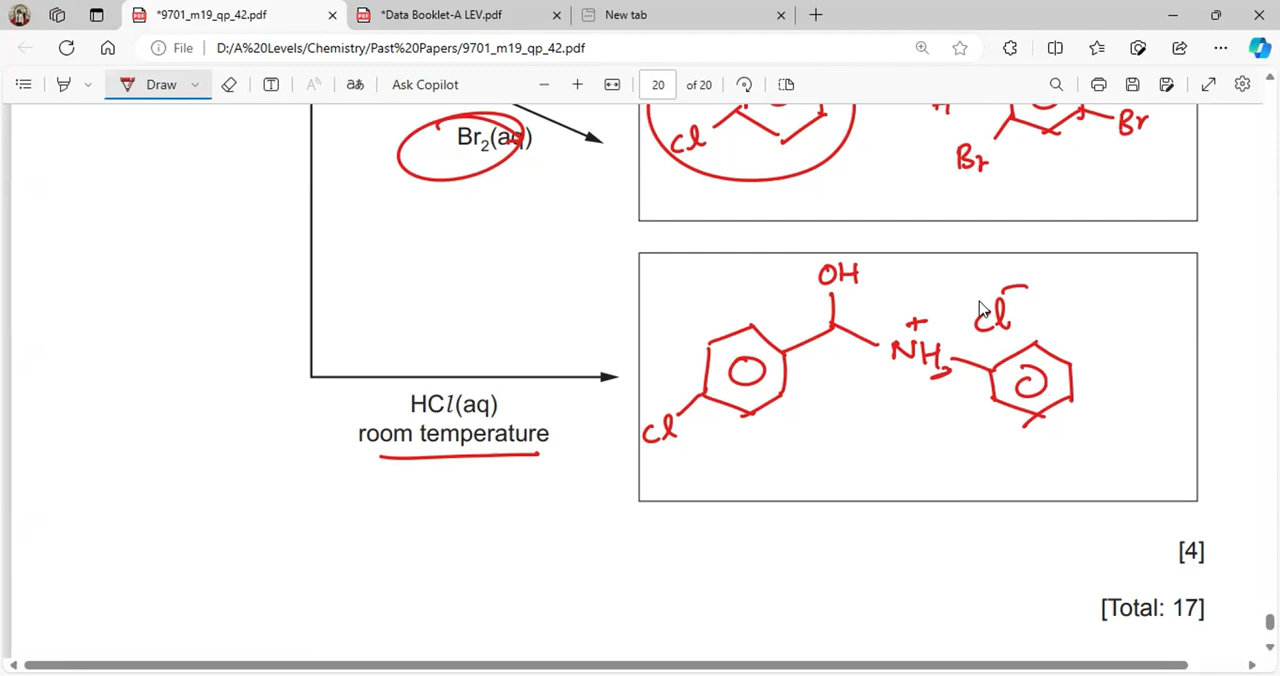 *9701_m19_qp_42.pdf
*Data Booklet-A LEV.pdf
New tab
File
D:/A%20Levels/Chemistry/Past%20Papers/9701_m19_qp_42.pdf
Draw
Ask Copilot
20 of 20
Br2(aq)
Cl
H
Br
Br
OH
Cl−
+
NH2
Cl
HCl(aq)
room temperature
[4]
[Total: 17]